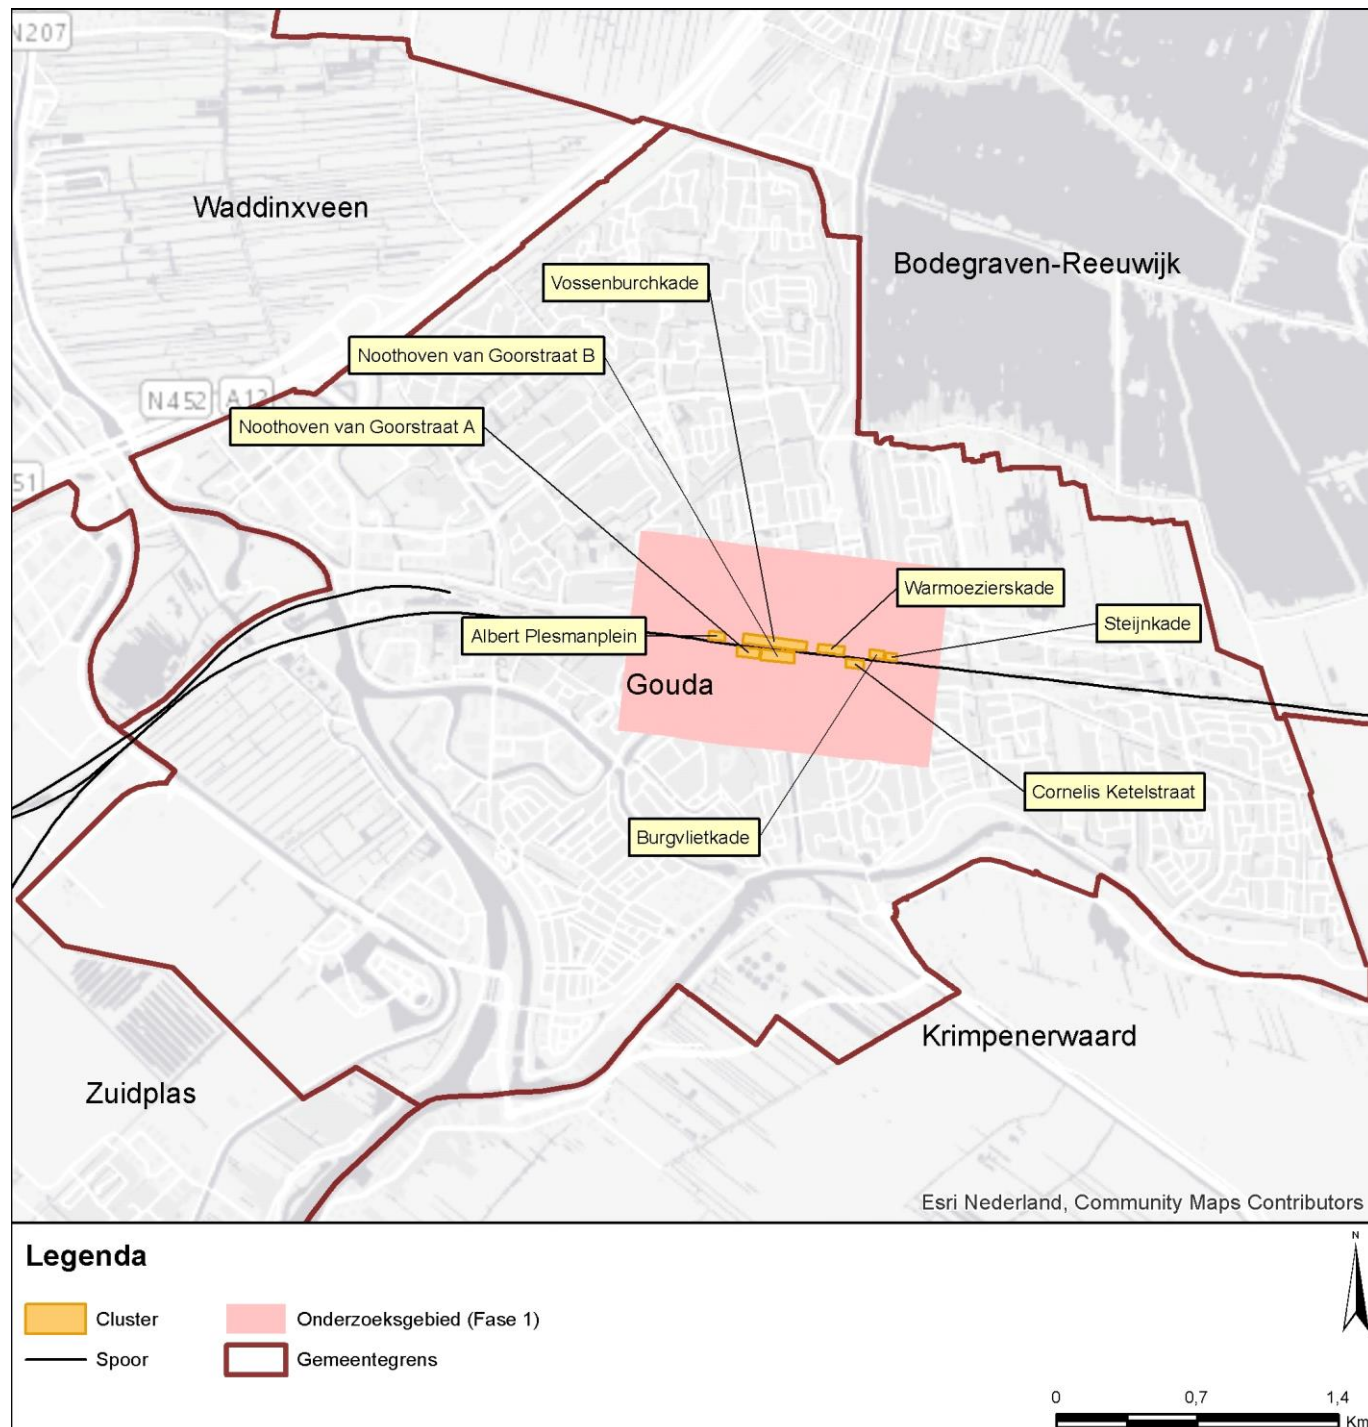 N207
Waddinxveen
Bodegraven-Reeuwijk
Vossenburchkade
Noothoven van Goorstraat B
N452
A12
Noothoven van Goorstraat A
51
Warmoezierskade
Albert Plesmanplein
Steijnkade
Gouda
Cornelis Ketelstraat
Burgvlietkade
Krimpenerwaard
Zuidplas
Esri Nederland, Community Maps Contributors
Legenda
N
Cluster
Onderzoeksgebied (Fase 1)
Spoor
Gemeentegrens
0 0,7 1,4
Km